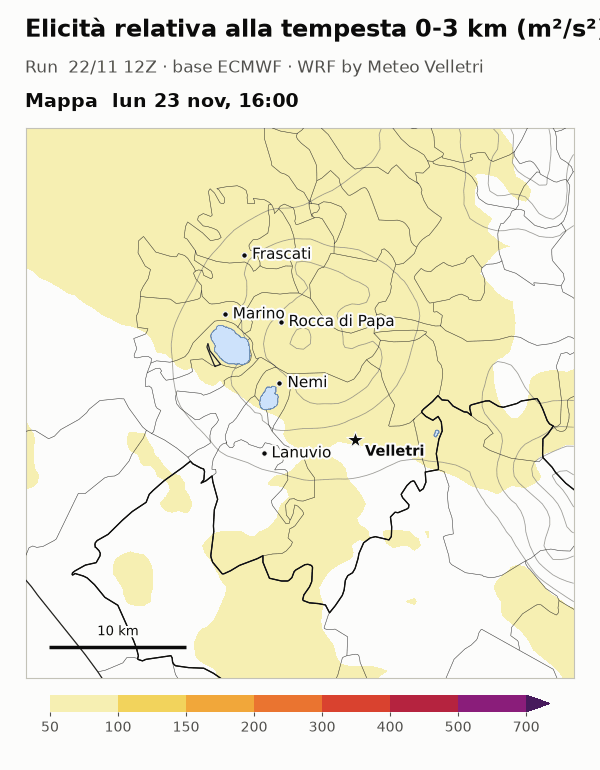 Elicità relativa alla tempesta 0-3 km (m²/s²)
Run 22/11 12Z · base ECMWF · WRF by Meteo Velletri
Mappa lun 23 nov, 16:00
Frascati
Marino
Rocca di Papa
Nemi
Lanuvio
Velletri
10 km
50 100 150 200 300 400 500 700